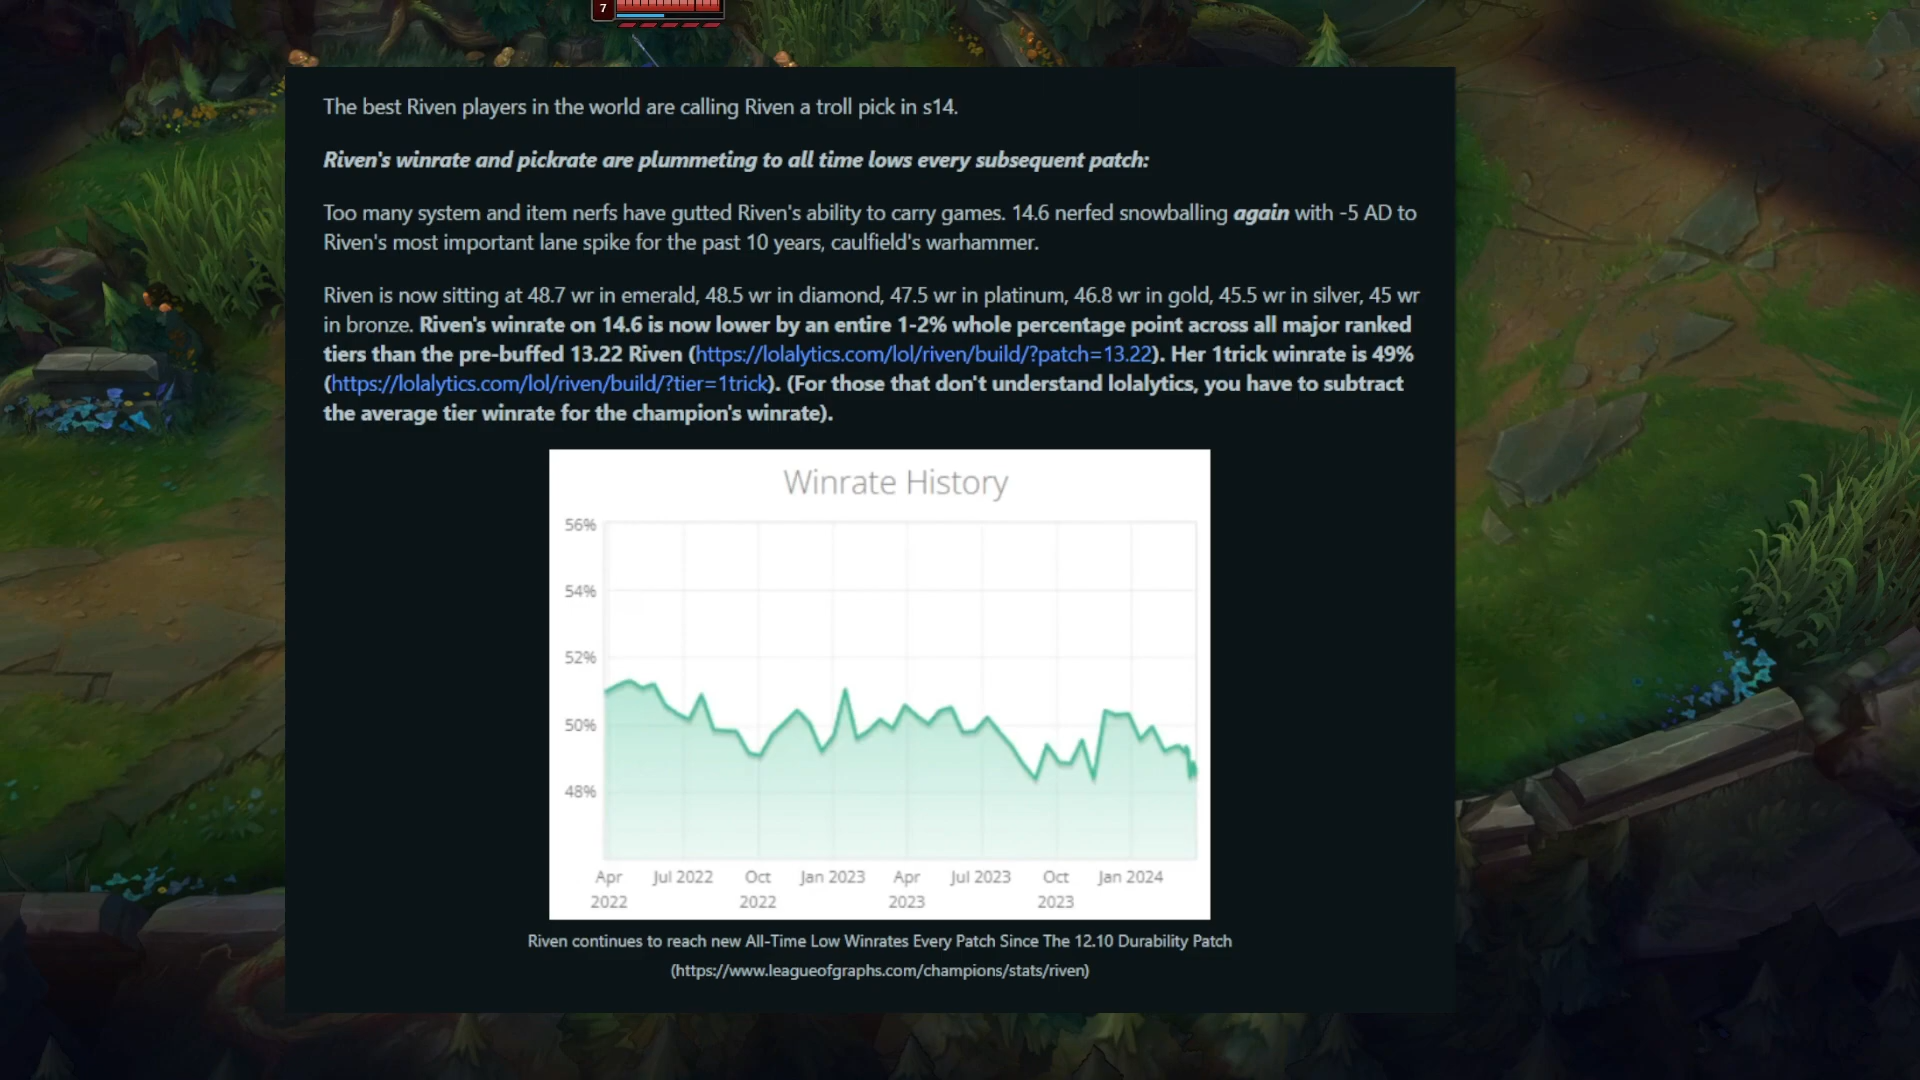 7
The best Riven players in the world are calling Riven a troll pick in s14.
Riven's winrate and pickrate are plummeting to all time lows every subsequent patch:
Too many system and item nerfs have gutted Riven's ability to carry games. 14.6 nerfed snowballing again with -5 AD to
Riven's most important lane spike for the past 10 years, caulfield's warhammer.
Riven is now sitting at 48.7 wr in emerald, 48.5 wr in diamond, 47.5 wr in platinum, 46.8 wr in gold, 45.5 wr in silver, 45 wr
in bronze. Riven's winrate on 14.6 is now lower by an entire 1-2% whole percentage point across all major ranked
tiers than the pre-buffed 13.22 Riven (https://lolalytics.com/lol/riven/build/?patch=13.22). Her 1trick winrate is 49%
(https://lolalytics.com/lol/riven/build/?tier=1trick). (For those that don't understand lolalytics, you have to subtract
the average tier winrate for the champion's winrate).
Winrate History
56%
54%
52%
50%
48%
Apr 2022
Jul 2022
Oct 2022
Jan 2023
Apr 2023
Jul 2023
Oct 2023
Jan 2024
Riven continues to reach new All-Time Low Winrates Every Patch Since The 12.10 Durability Patch
(https://www.leagueofgraphs.com/champions/stats/riven)